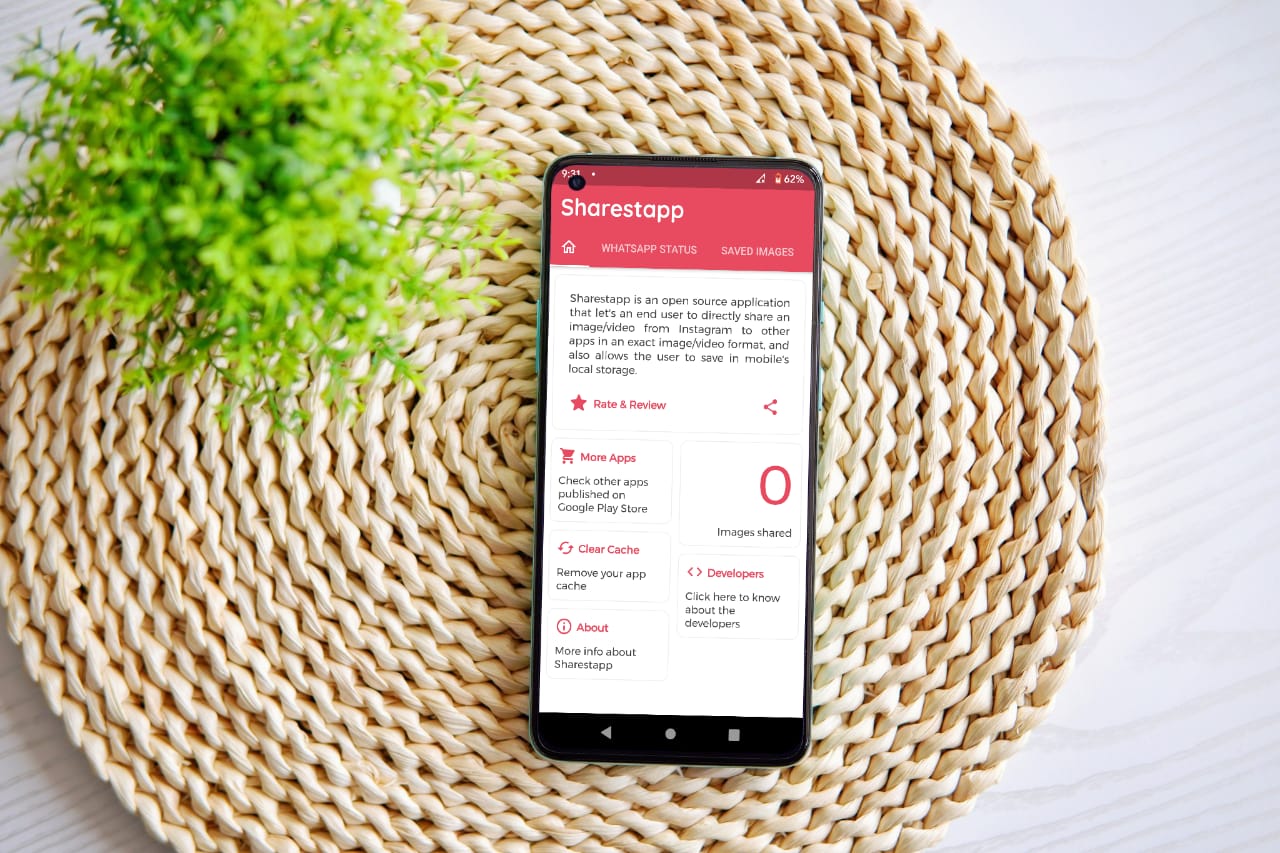 9:31
62%
Sharestapp
WHATSAPP STATUS
SAVED IMAGES
Sharestapp is an open source application
that let's an end user to directly share an
image/video from Instagram to other
apps in an exact image/video format, and
also allows the user to save in mobile's
local storage.
Rate & Review
More Apps
Check other apps
published on
Google Play Store
0
Images shared
Clear Cache
Remove your app
cache
Developers
Click here to know
about the
developers
About
More info about
Sharestapp